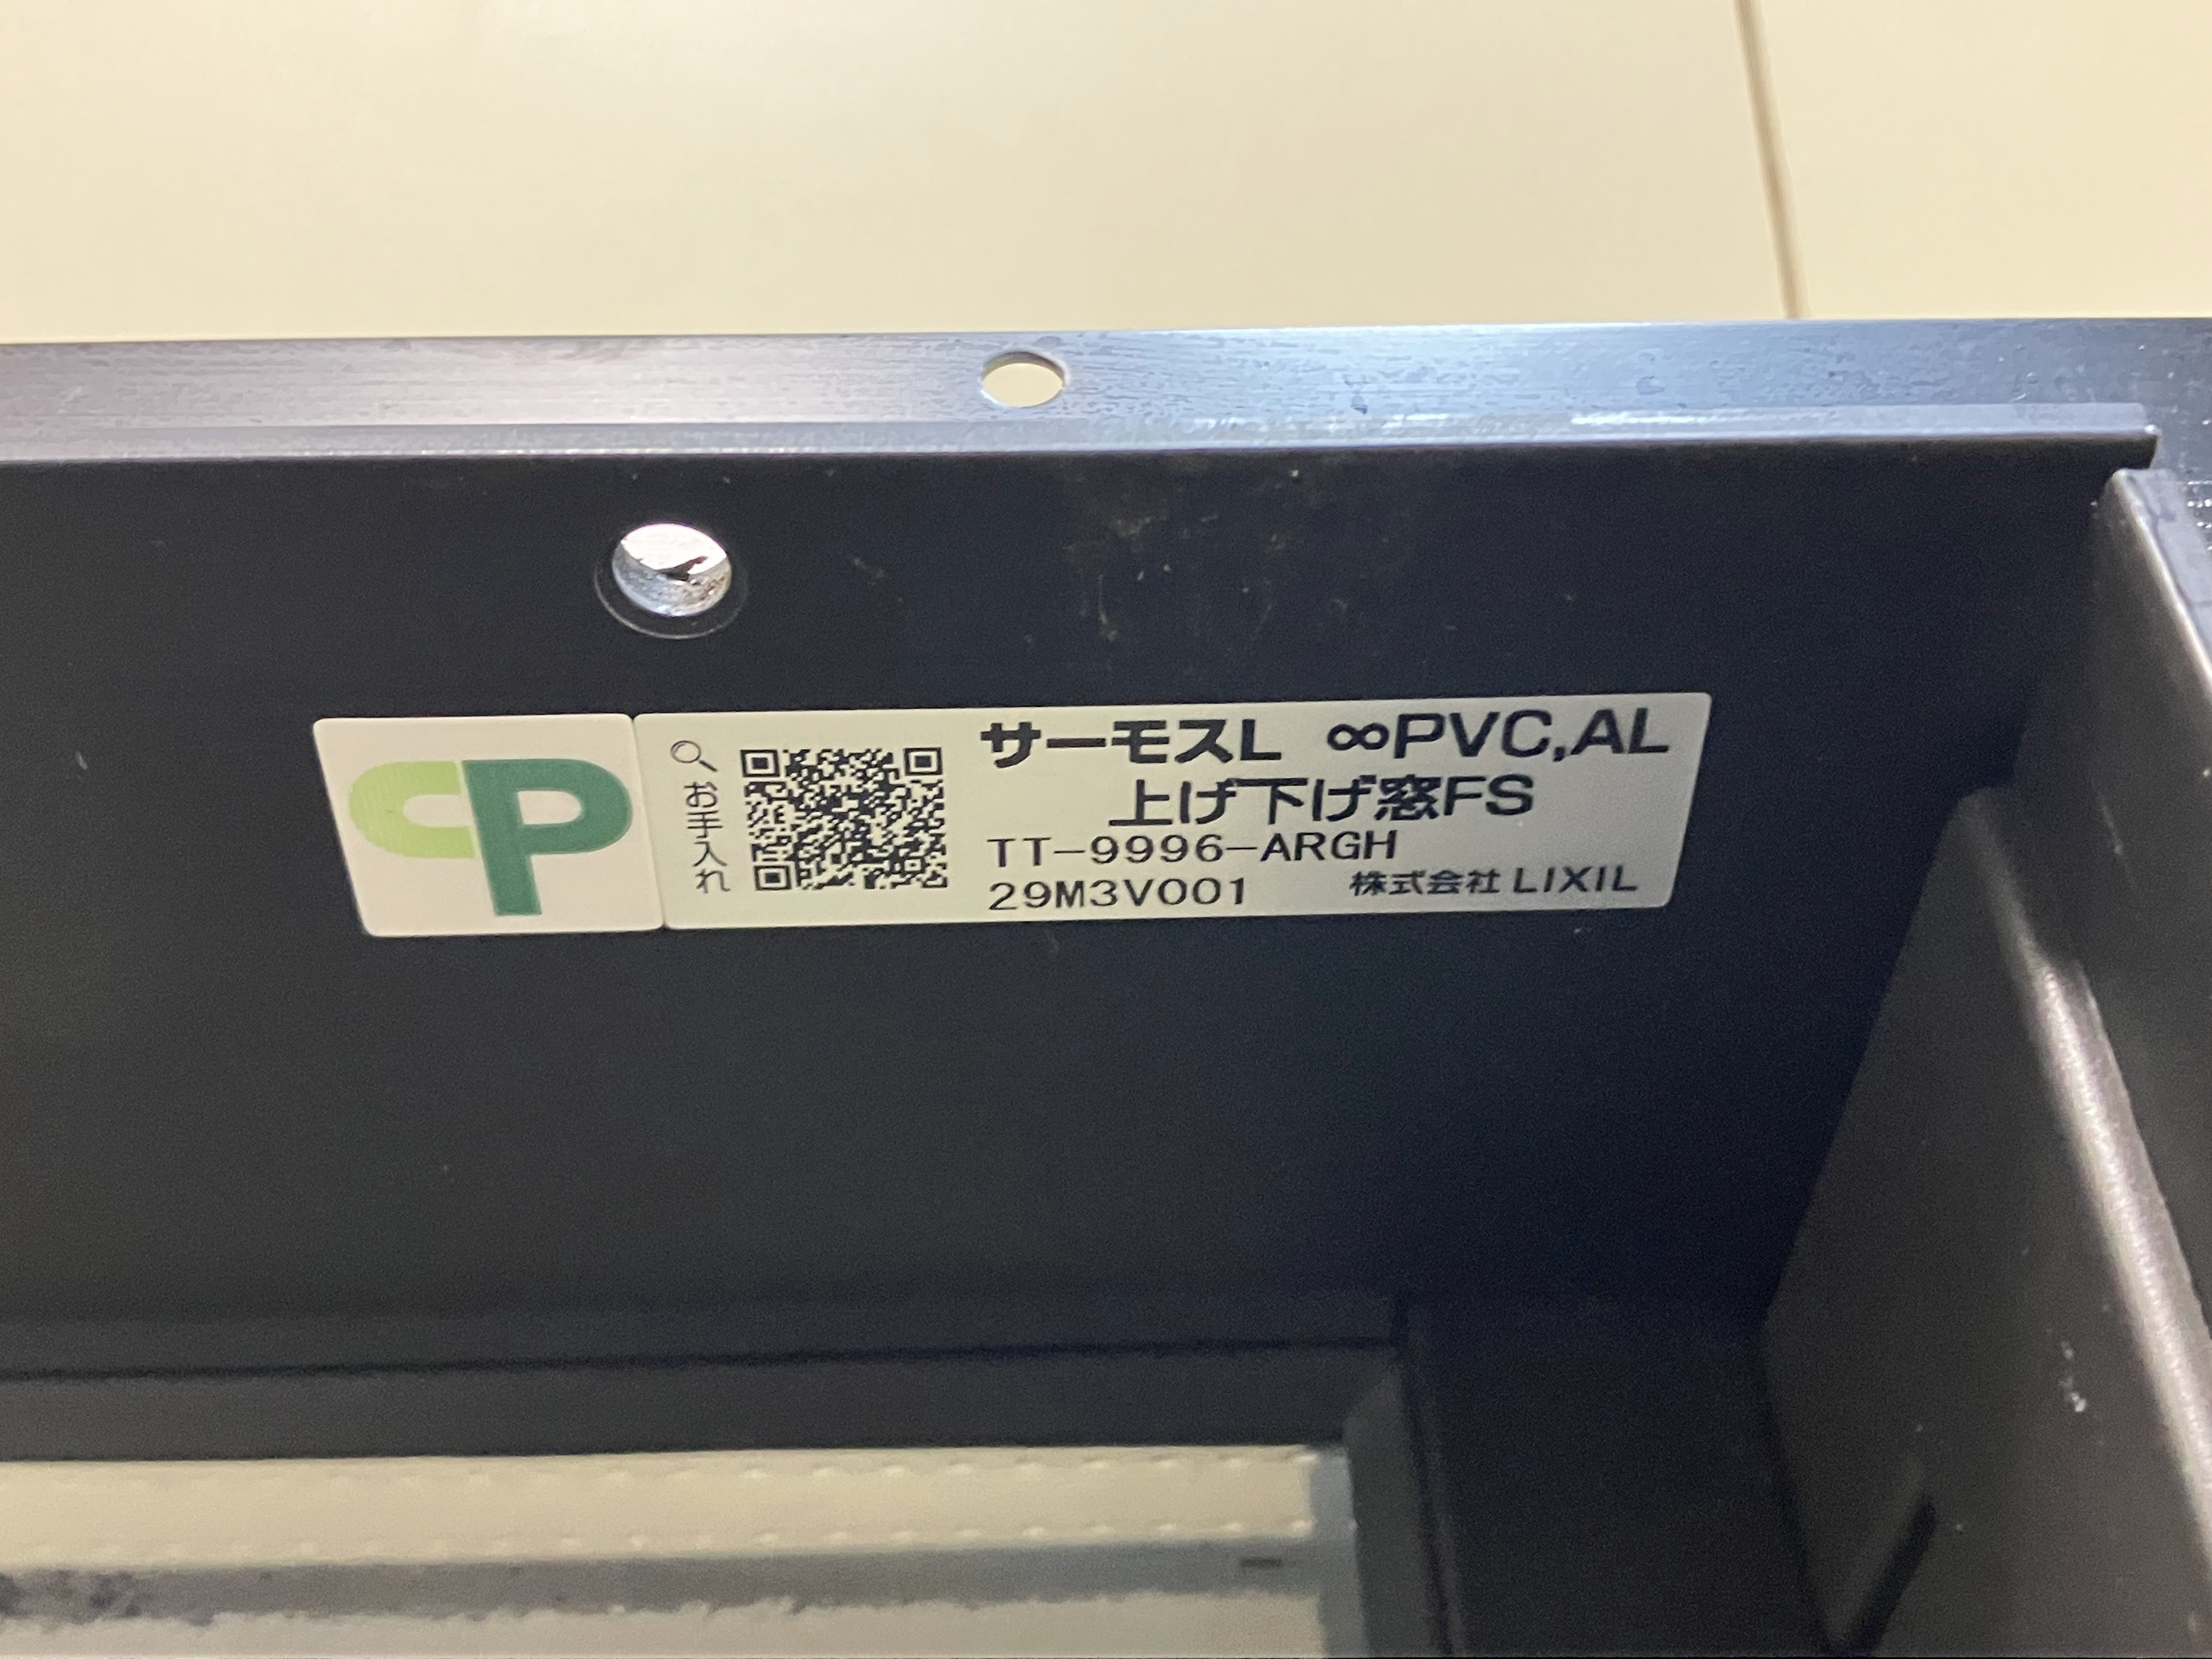 CP
お手入れ
サーモスL ∞PVC,AL
上げ下げ窓FS
TT-9996-ARGH
29M3V001 株式会社 LIXIL